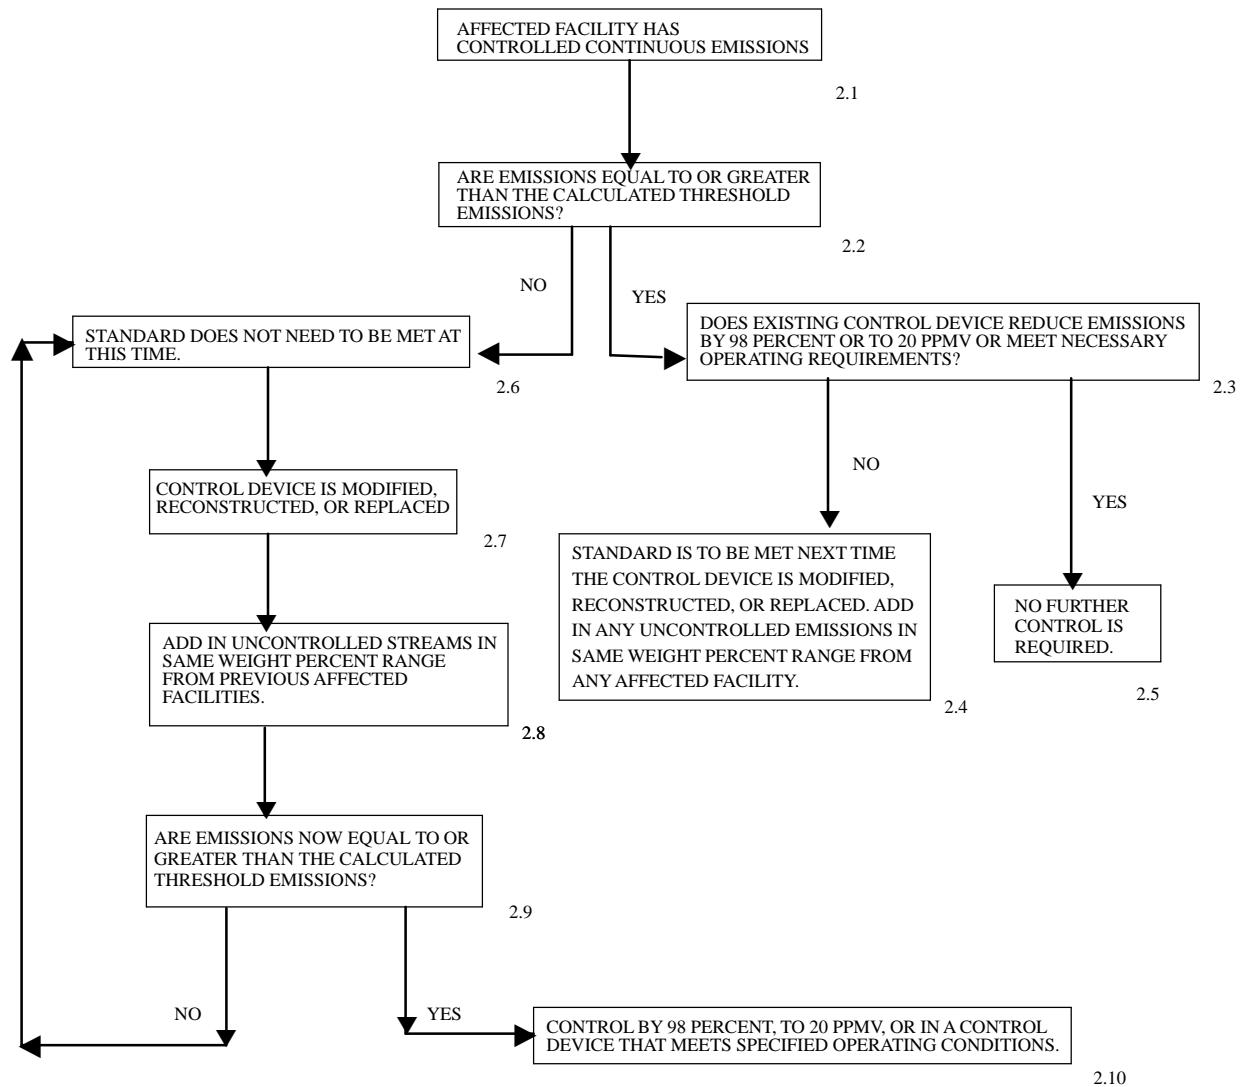 AFFECTED FACILITY HAS
CONTROLLED CONTINUOUS EMISSIONS
2.1
ARE EMISSIONS EQUAL TO OR GREATER
THAN THE CALCULATED THRESHOLD
EMISSIONS?
2.2
NO
YES
STANDARD DOES NOT NEED TO BE MET AT
THIS TIME.
2.6
DOES EXISTING CONTROL DEVICE REDUCE EMISSIONS
BY 98 PERCENT OR TO 20 PPMV OR MEET NECESSARY
OPERATING REQUIREMENTS?
2.3
NO
YES
CONTROL DEVICE IS MODIFIED,
RECONSTRUCTED, OR REPLACED
2.7
STANDARD IS TO BE MET NEXT TIME
THE CONTROL DEVICE IS MODIFIED,
RECONSTRUCTED, OR REPLACED. ADD
IN ANY UNCONTROLLED EMISSIONS IN
SAME WEIGHT PERCENT RANGE FROM
ANY AFFECTED FACILITY.
2.4
NO FURTHER
CONTROL IS
REQUIRED.
2.5
ADD IN UNCONTROLLED STREAMS IN
SAME WEIGHT PERCENT RANGE
FROM PREVIOUS AFFECTED
FACILITIES.
2.8
ARE EMISSIONS NOW EQUAL TO OR
GREATER THAN THE CALCULATED
THRESHOLD EMISSIONS?
2.9
NO
YES
CONTROL BY 98 PERCENT, TO 20 PPMV, OR IN A CONTROL
DEVICE THAT MEETS SPECIFIED OPERATING CONDITIONS.
2.10